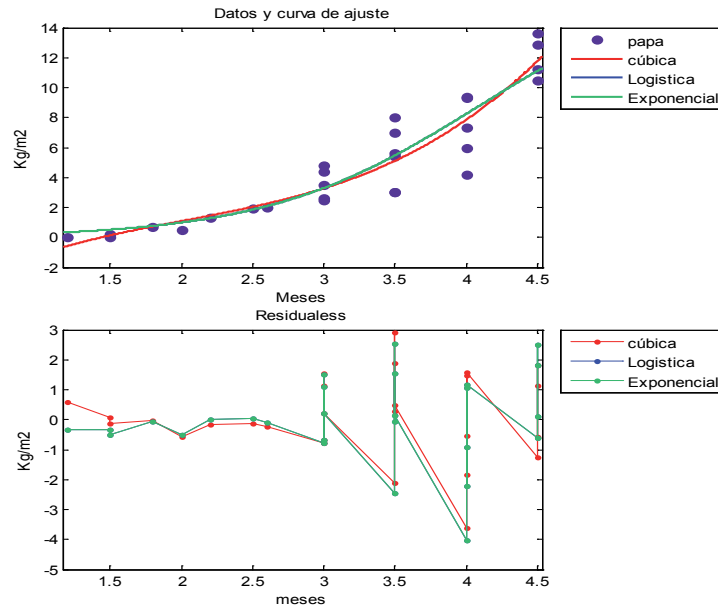 Datos y curva de ajuste
14
12
10
8
6
4
2
0
-2
Kg/m2
1.5
2
2.5
3
3.5
4
4.5
Meses
papa
cúbica
Logistica
Exponencial
Residualess
3
2
1
0
-1
-2
-3
-4
-5
Kg/m2
1.5
2
2.5
3
3.5
4
4.5
meses
cúbica
Logistica
Exponencial